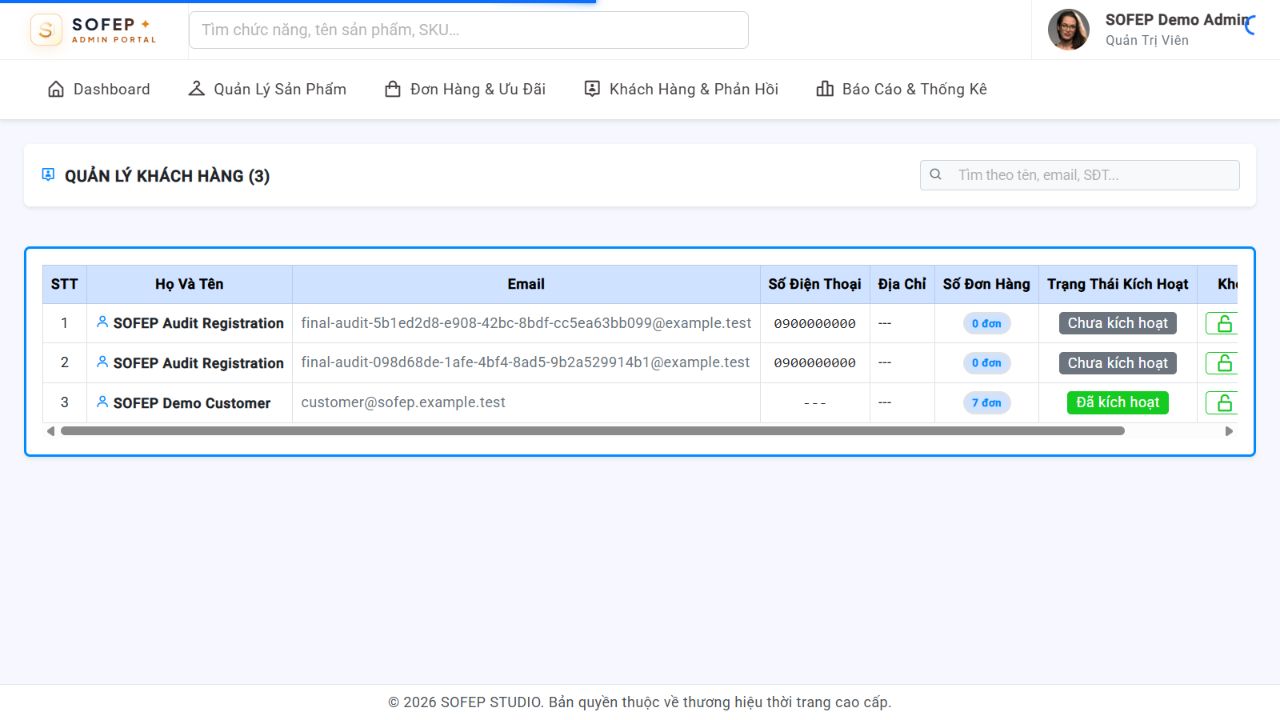 SOFEP
ADMIN PORTAL
Tìm chức năng, tên sản phẩm, SKU...
SOFEP Demo Admin
Quản Trị Viên
Dashboard
Quản Lý Sản Phẩm
Đơn Hàng & Ưu Đãi
Khách Hàng & Phản Hồi
Báo Cáo & Thống Kê
QUẢN LÝ KHÁCH HÀNG (3)
Tìm theo tên, email, SĐT...
STT Họ Và Tên Email Số Điện Thoại Địa Chỉ Số Đơn Hàng Trạng Thái Kích Hoạt
1 SOFEP Audit Registration final-audit-5b1ed2d8-e908-42bc-8bdf-cc5ea63bb099@example.test 0900000000 --- 0 đơn Chưa kích hoạt
2 SOFEP Audit Registration final-audit-098d68de-1afe-4bf4-8ad5-9b2a529914b1@example.test 0900000000 --- 0 đơn Chưa kích hoạt
3 SOFEP Demo Customer customer@sofep.example.test --- --- 7 đơn Đã kích hoạt
© 2026 SOFEP STUDIO. Bản quyền thuộc về thương hiệu thời trang cao cấp.